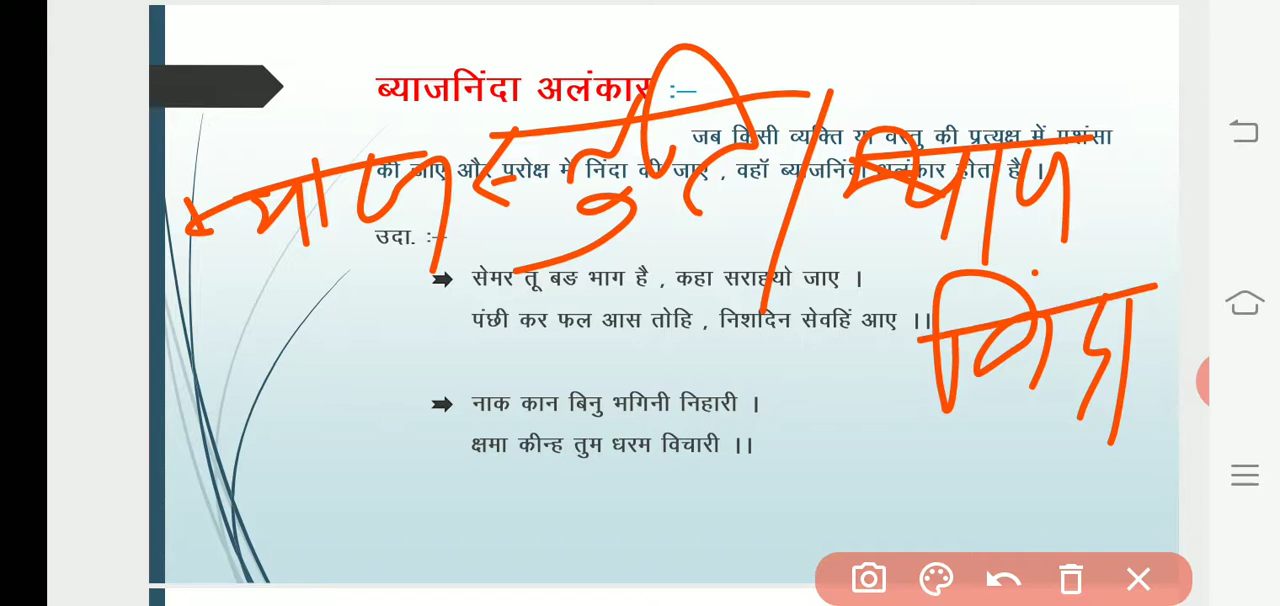 ब्याजनिंदा अलंकार :–
जब किसी व्यक्ति या वस्तु की प्रत्यक्ष में प्रशंसा
की जाए और परोक्ष में निंदा की जाए , वहॉ ब्याजनिंदा अलंकार होता है ।
उदा. :–
सेमर तू बङ भाग है , कहा सराहयो जाए ।
पंछी कर फल आस तोहि , निशदिन सेवहिं आए ।।
नाक कान बिनु भगिनी निहारी ।
क्षमा कीन्ह तुम धरम विचारी ।।
ब्याज स्तुति / ब्याज
निंदा